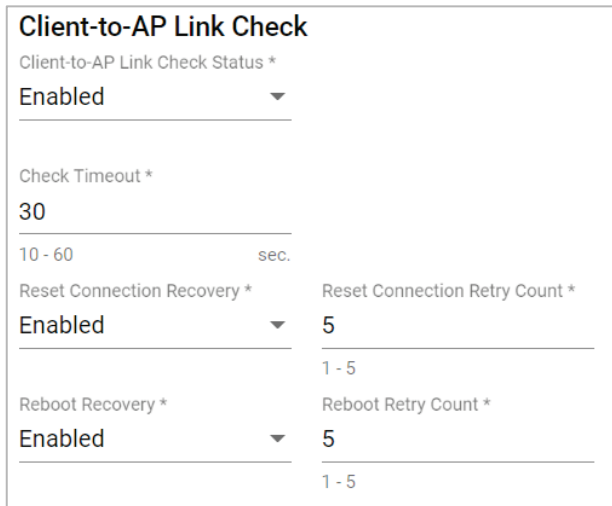 Client-to-AP Link Check
Client-to-AP Link Check Status *
Enabled
Check Timeout *
30
10 - 60 sec.
Reset Connection Recovery * Reset Connection Retry Count *
Enabled 5
1 - 5
Reboot Recovery * Reboot Retry Count *
Enabled 5
1 - 5